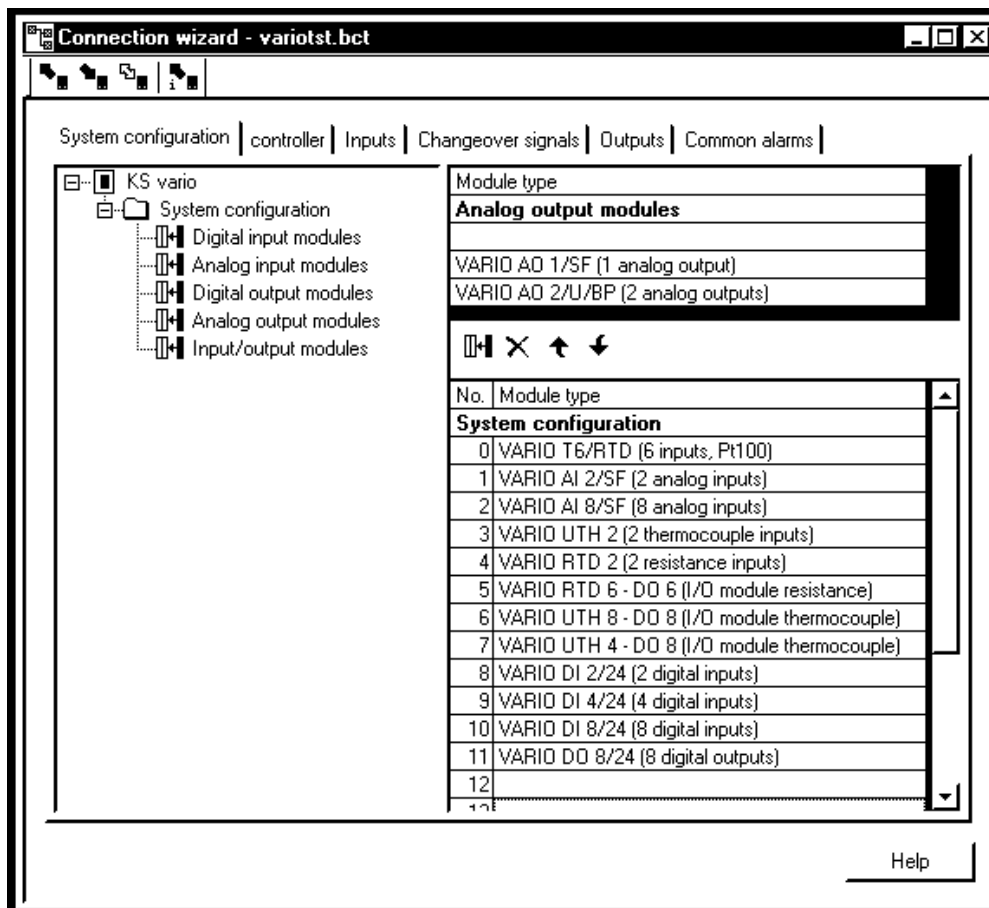 Connection wizard - variotst.bct
System configuration controller Inputs Changeover signals Outputs Common alarms
KS vario
System configuration
Digital input modules
Analog input modules
Digital output modules
Analog output modules
Input/output modules
Module type
Analog output modules
VARIO AO 1/SF (1 analog output)
VARIO AO 2/U/BP (2 analog outputs)
No. Module type
System configuration
0 VARIO T6/RTD (6 inputs, Pt100)
1 VARIO AI 2/SF (2 analog inputs)
2 VARIO AI 8/SF (8 analog inputs)
3 VARIO UTH 2 (2 thermocouple inputs)
4 VARIO RTD 2 (2 resistance inputs)
5 VARIO RTD 6 - DO 6 (I/O module resistance)
6 VARIO UTH 8 - DO 8 (I/O module thermocouple)
7 VARIO UTH 4 - DO 8 (I/O module thermocouple)
8 VARIO DI 2/24 (2 digital inputs)
9 VARIO DI 4/24 (4 digital inputs)
10 VARIO DI 8/24 (8 digital inputs)
11 VARIO DO 8/24 (8 digital outputs)
12
Help